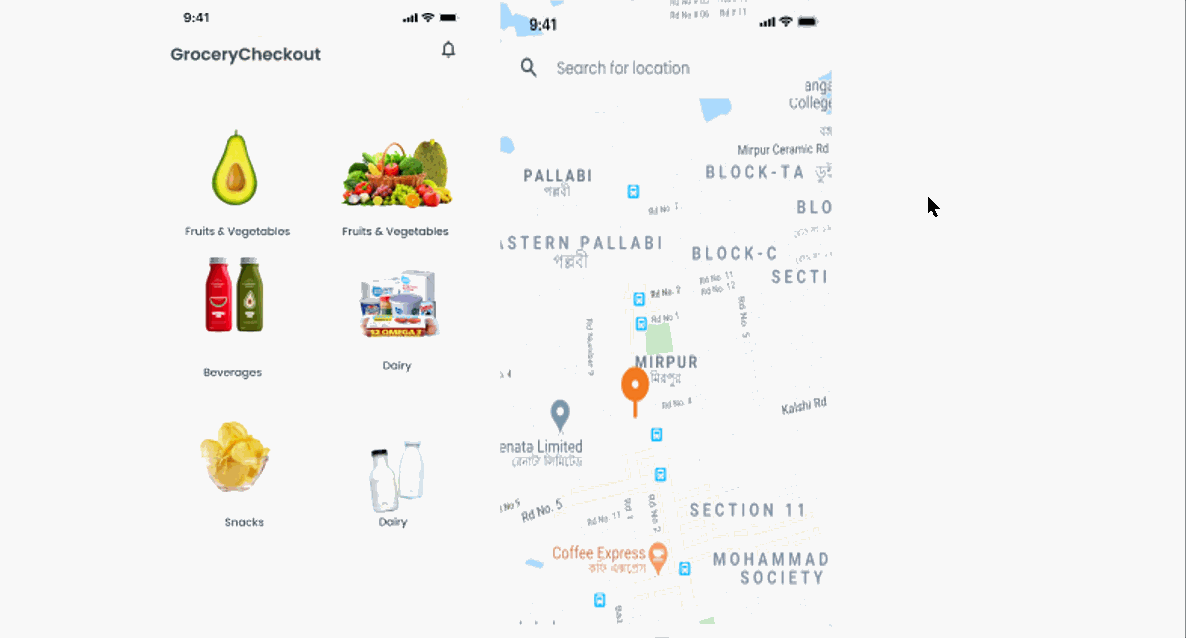 9:41
GroceryCheckout
Fruits & Vegetables
Fruits & Vegetables
Beverages
Dairy
Snacks
Dairy
9:41
Rd No # 06
Rd # 11
Search for location
College
Mirpur Ceramic Rd
PALLABI
পল্লবী
BLOCK-TA
BLO
ASTERN PALLABI
পল্লবী
BLOCK-C
SECTI
Rd No. 11
Rd No. 12
Rd No. 2
Rd No 1
Rd No. 5
Rd Number 9
MIRPUR
মিরপুর
Kalshi Rd
enata Limited
রেনাটা লিমিটেড
Rd No. 5
Rd No. 11
Rd 1
Rd No. 2
SECTION 11
Coffee Express
কফি এক্সপ্রেস
MOHAMMAD
SOCIETY